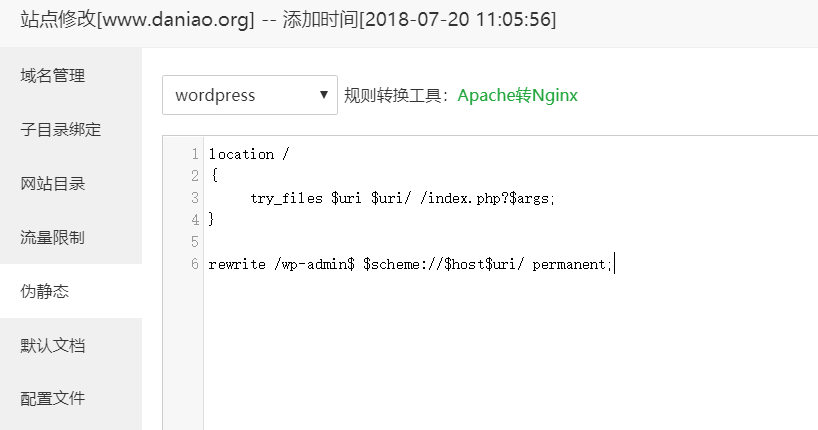 站点修改[www.daniao.org] -- 添加时间[2018-07-20 11:05:56]
域名管理
子目录绑定
网站目录
流量限制
伪静态
默认文档
配置文件
wordpress ▼ 规则转换工具：Apache转Nginx
1 location /
2 {
3 try_files $uri $uri/ /index.php?$args;
4 }
5
6 rewrite /wp-admin$ $scheme://$host$uri/ permanent;